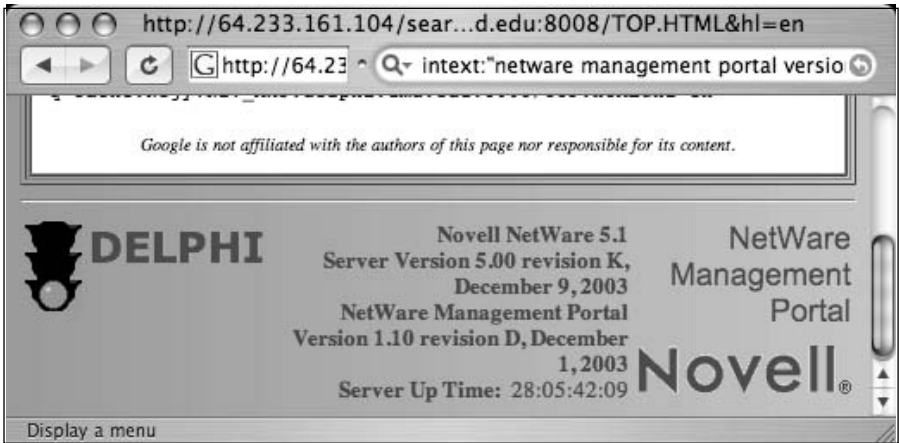 http://64.233.161.104/sear...d.edu:8008/TOP.HTML&hl=en
G http://64.23 intext:"netware management portal versio
Google is not affiliated with the authors of this page nor responsible for its content.
DELPHI
Novell NetWare 5.1
Server Version 5.00 revision K,
December 9, 2003
NetWare Management Portal
Version 1.10 revision D, December
1, 2003
Server Up Time: 28:05:42:09
NetWare
Management
Portal
Novell®
Display a menu